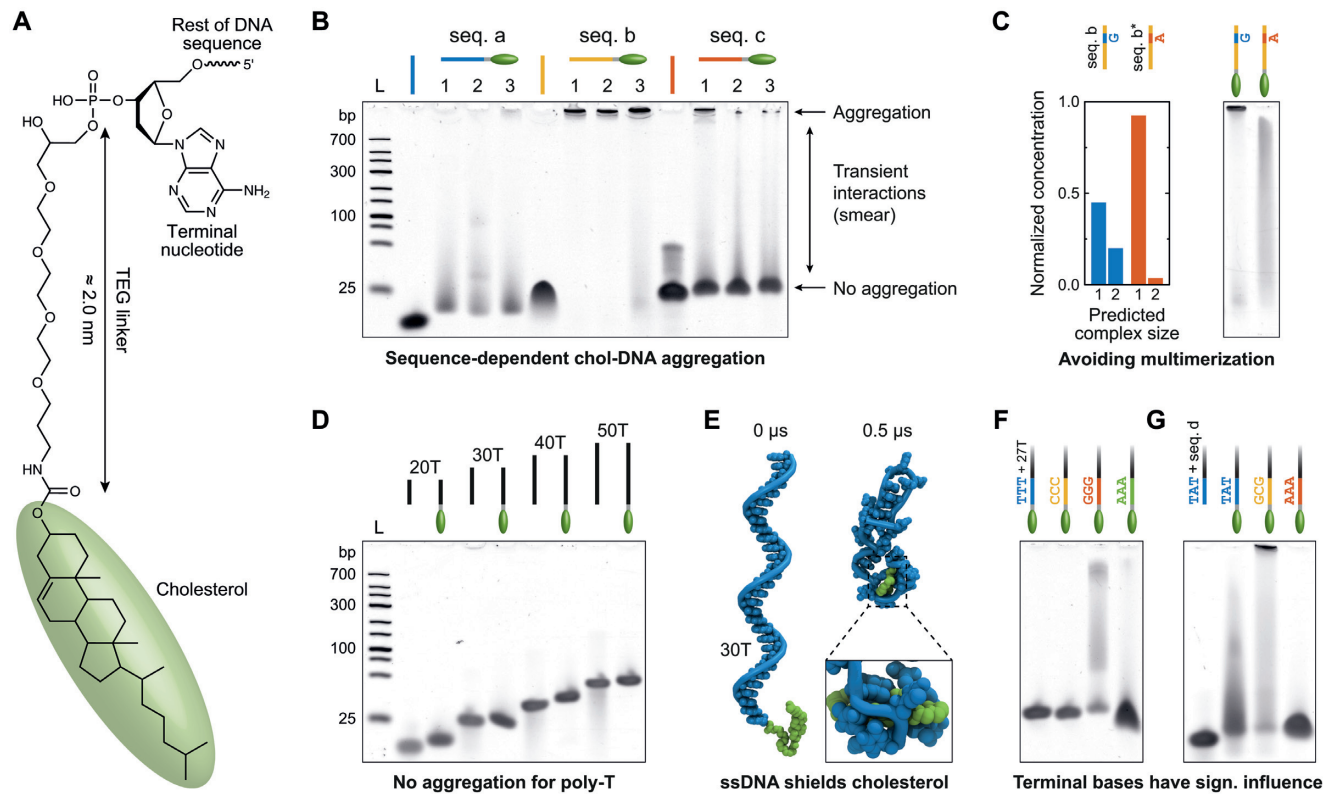 A
Rest of DNA
sequence
O
5'
O
HO
P
O
O
O
HO
N
N
N
N
NH₂
Terminal
nucleotide
O
O
O
O
O
TEG linker
≈ 2.0 nm
NH
O
O
Cholesterol
B
seq. a
seq. b
seq. c
L
1
2
3
1
2
3
1
2
3
bp
700
300
100
25
Aggregation
Transient
interactions
(smear)
No aggregation
Sequence-dependent chol-DNA aggregation
C
seq. b
G
seq. b*
A
G
A
Normalized concentration
1.0
0.5
0.0
1 2 1 2
Predicted
complex size
Avoiding multimerization
D
20T
30T
40T
50T
L
bp
700
300
100
25
No aggregation for poly-T
E
0 µs
0.5 µs
30T
ssDNA shields cholesterol
F
TTT + 27T
CCC
GGG
AAA
G
TAT + seq. d
TAT
GCG
AAA
Terminal bases have sign. influence